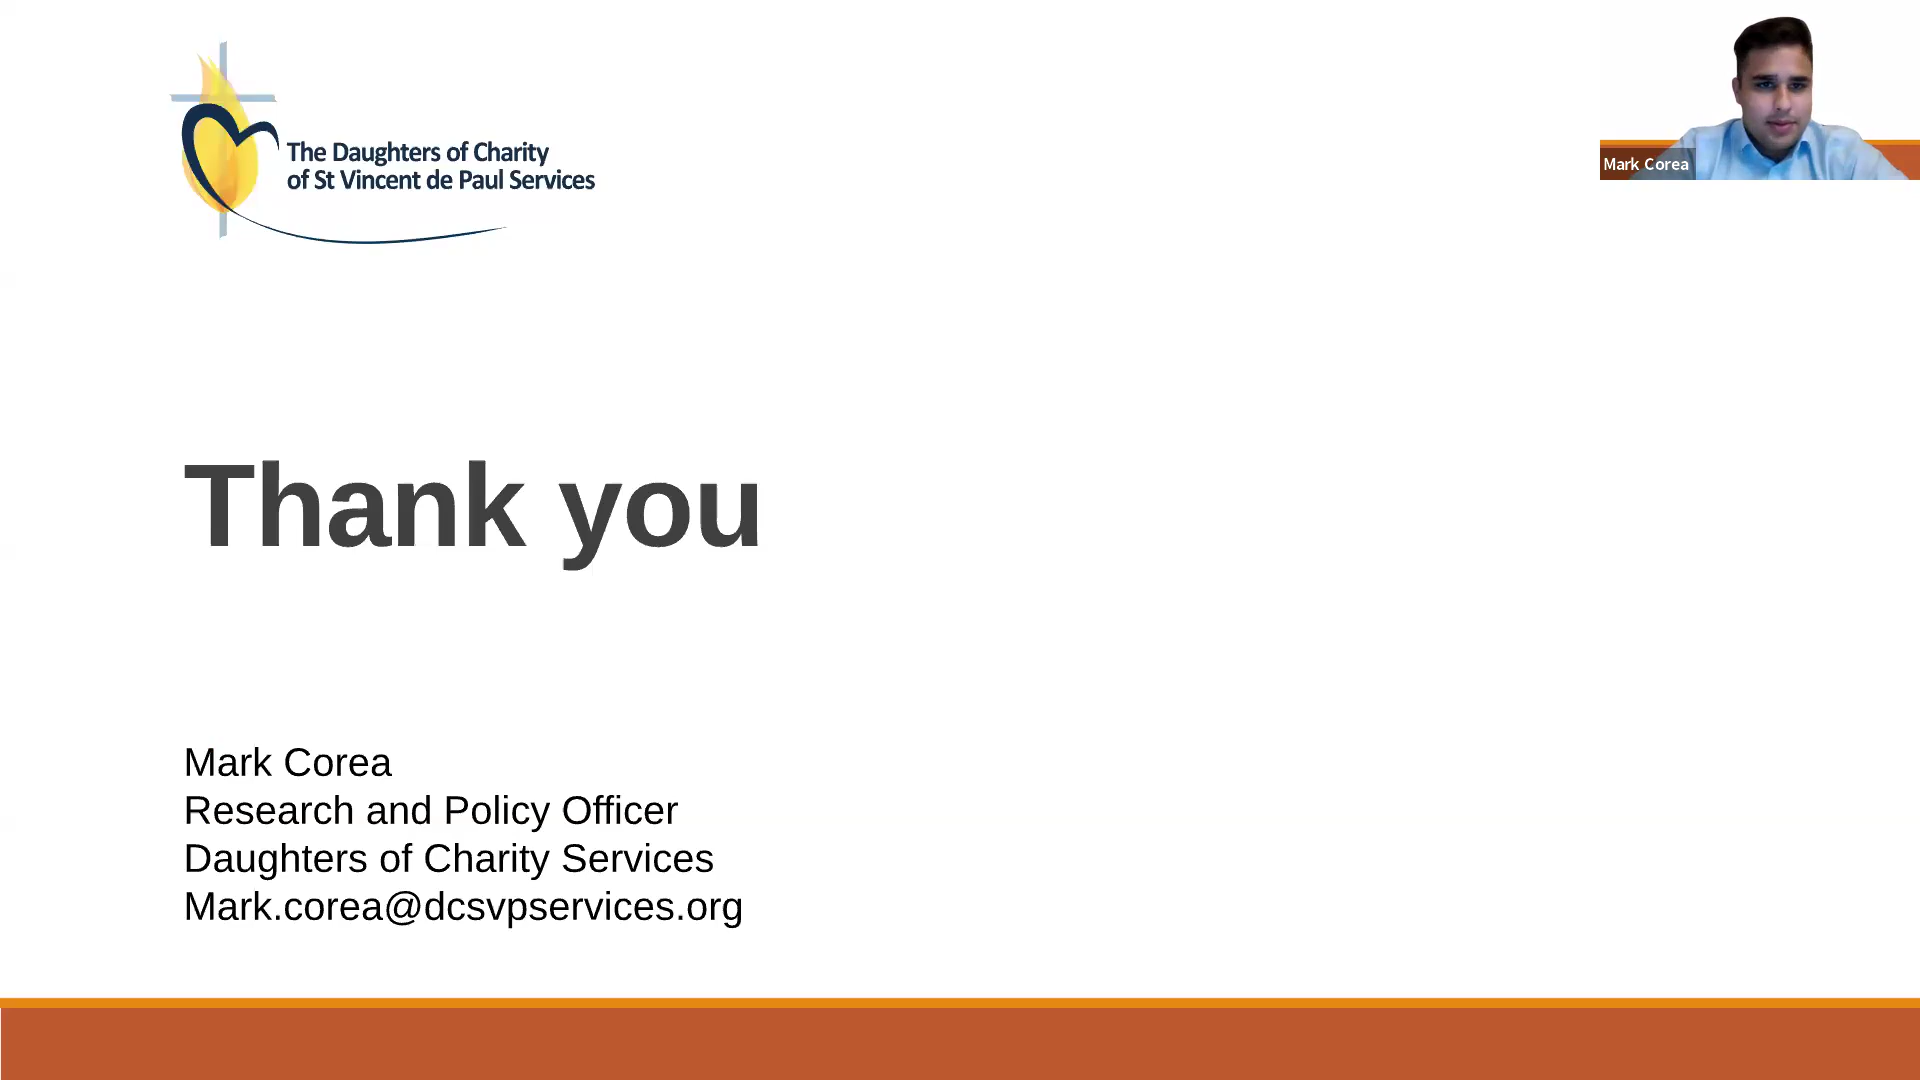 The Daughters of Charity
of St Vincent de Paul Services
Mark Corea
Thank you
Mark Corea
Research and Policy Officer
Daughters of Charity Services
Mark.corea@dcsvpservices.org